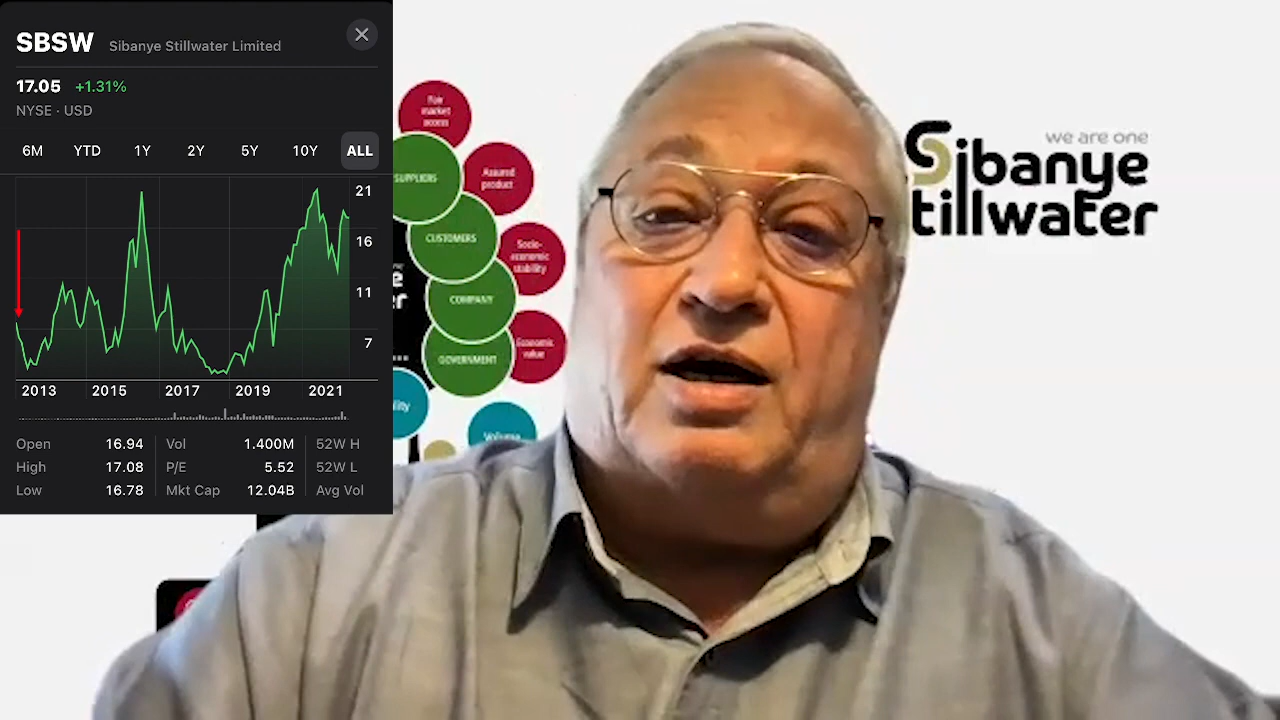 SBSW Sibanye Stillwater Limited
17.05 +1.31%
NYSE · USD
6M YTD 1Y 2Y 5Y 10Y ALL
21
16
11
7
2013 2015 2017 2019 2021
Open 16.94 Vol 1.400M 52W H
High 17.08 P/E 5.52 52W L
Low 16.78 Mkt Cap 12.04B Avg Vol
Fair
market
access
SUPPLIERS
Assured
product
CUSTOMERS
Socio-
economic
stability
COMPANY
Economic
value
GOVERNMENT
Volume
we are one
Sibanye
Stillwater